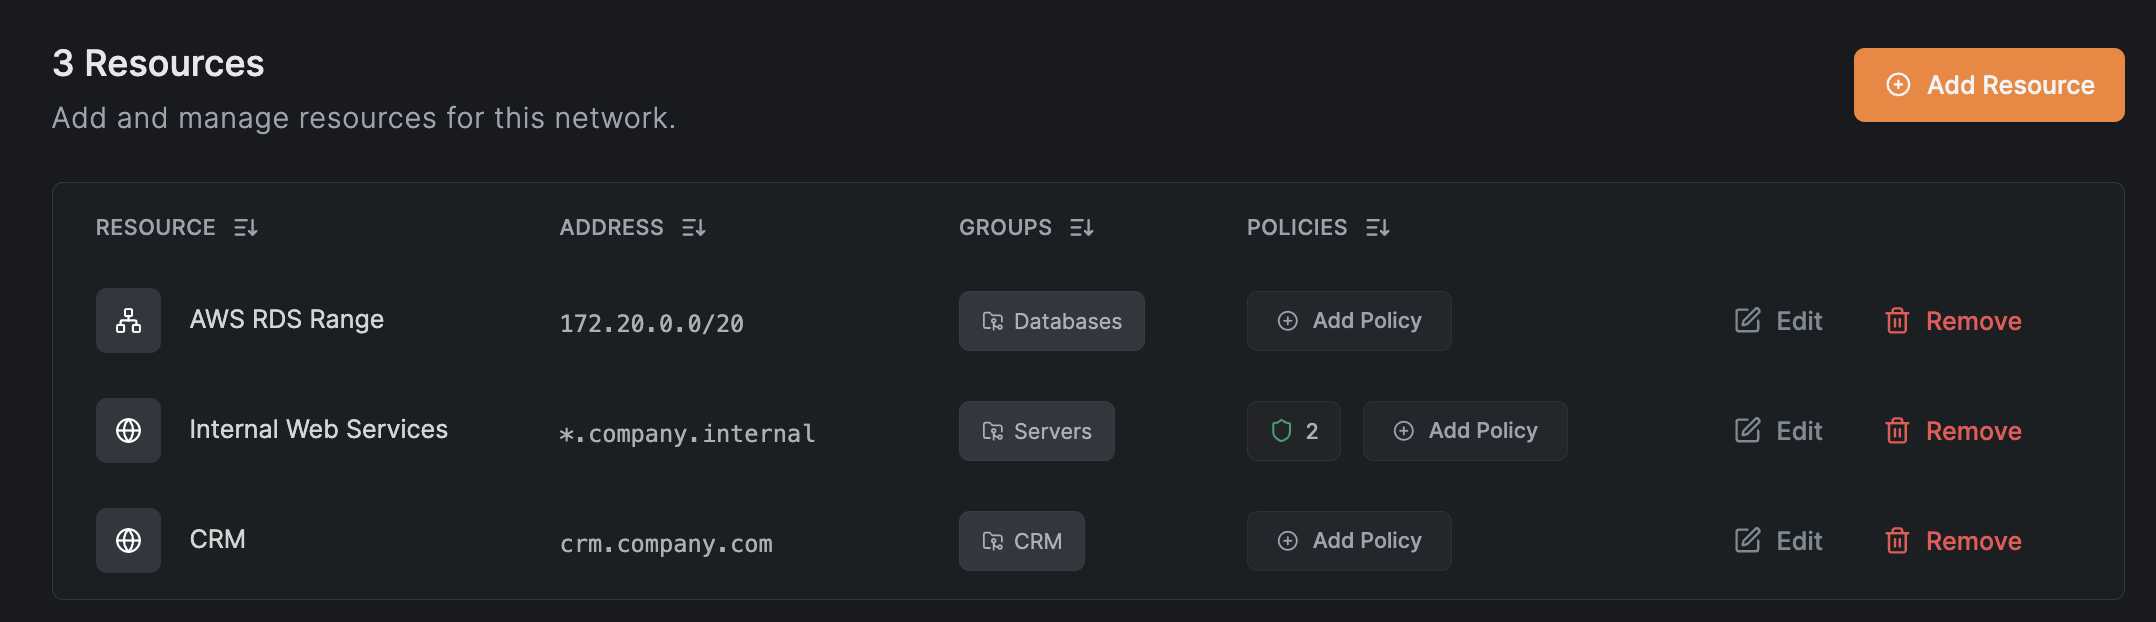 3 Resources
Add and manage resources for this network.
Add Resource
RESOURCE ADDRESS GROUPS POLICIES
AWS RDS Range 172.20.0.0/20 Databases Add Policy Edit Remove
Internal Web Services *.company.internal Servers 2 Add Policy Edit Remove
CRM crm.company.com CRM Add Policy Edit Remove